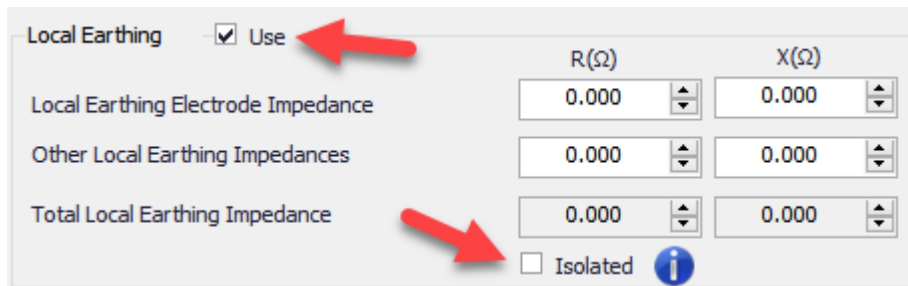 Local Earthing Use
R(Ω) X(Ω)
Local Earthing Electrode Impedance 0.000 0.000
Other Local Earthing Impedances 0.000 0.000
Total Local Earthing Impedance 0.000 0.000
Isolated i